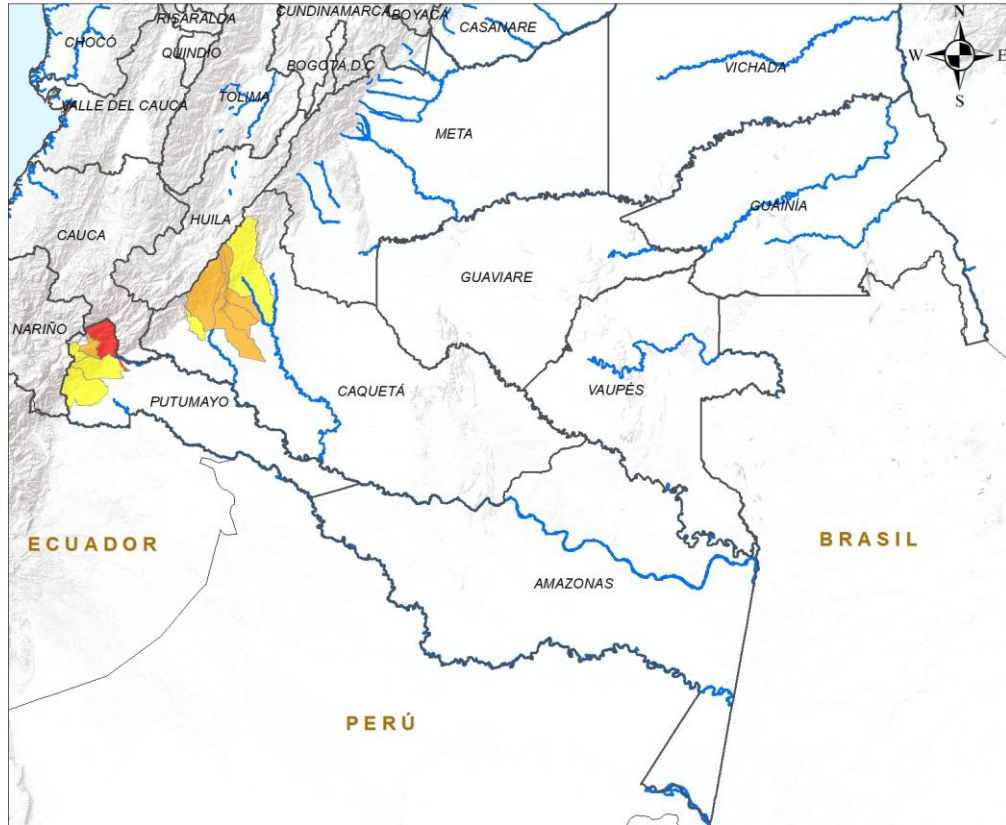 CUNDINAMARCA
BOYACÁ
RISARALDA
CASANARE
N
CHOCÓ
QUINDÍO
BOGOTÁ D.C
VICHADA
W
E
S
VALLE DEL CAUCA
TOLIMA
META
GUAINÍA
HUILA
CAUCA
GUAVIARE
NARIÑO
CAQUETÁ
VAUPÉS
PUTUMAYO
ECUADOR
BRASIL
AMAZONAS
PERÚ